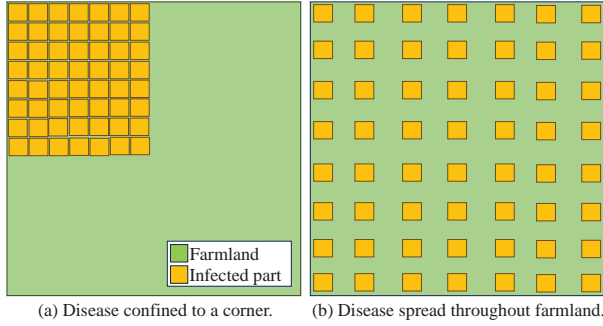 Farmland
Infected part
(a) Disease confined to a corner.
(b) Disease spread throughout farmland.